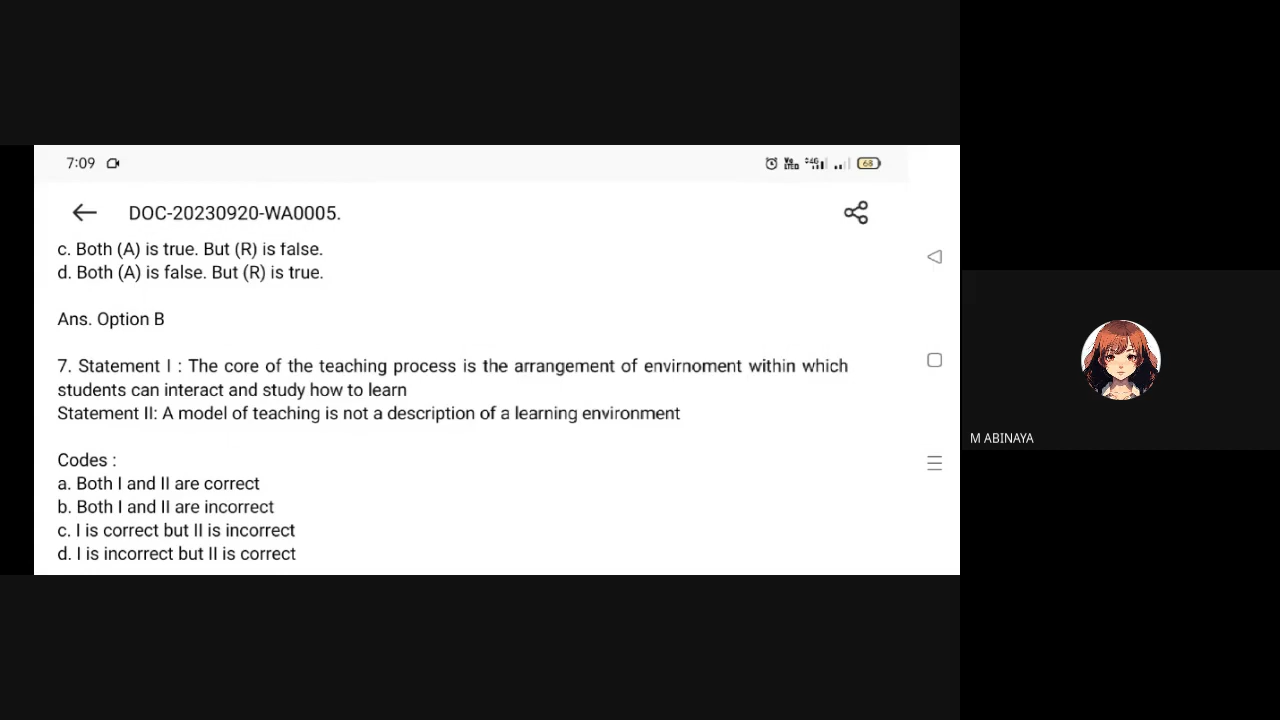 7:09
68
DOC-20230920-WA0005.
c. Both (A) is true. But (R) is false.
d. Both (A) is false. But (R) is true.
Ans. Option B
7. Statement I : The core of the teaching process is the arrangement of envirnoment within which
students can interact and study how to learn
Statement II: A model of teaching is not a description of a learning environment
Codes :
a. Both I and II are correct
b. Both I and II are incorrect
c. I is correct but II is incorrect
d. I is incorrect but II is correct
M ABINAYA